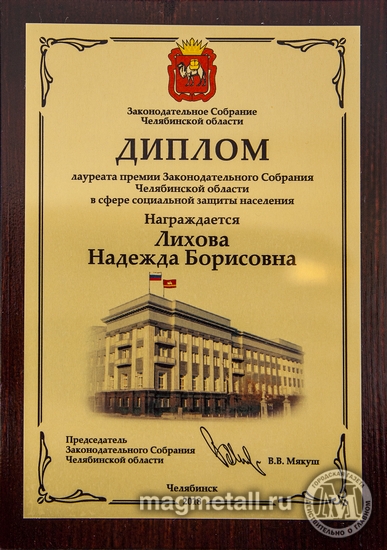 Законодательное Собрание
Челябинской области
ДИПЛОМ
лауреата премии Законодательного Собрания
Челябинской области
в сфере социальной защиты населения
Награждается
Лихова
Надежда Борисовна
Председатель
Законодательного Собрания
Челябинской области
В.В. Мякуш
Челябинск
magmetall.ru